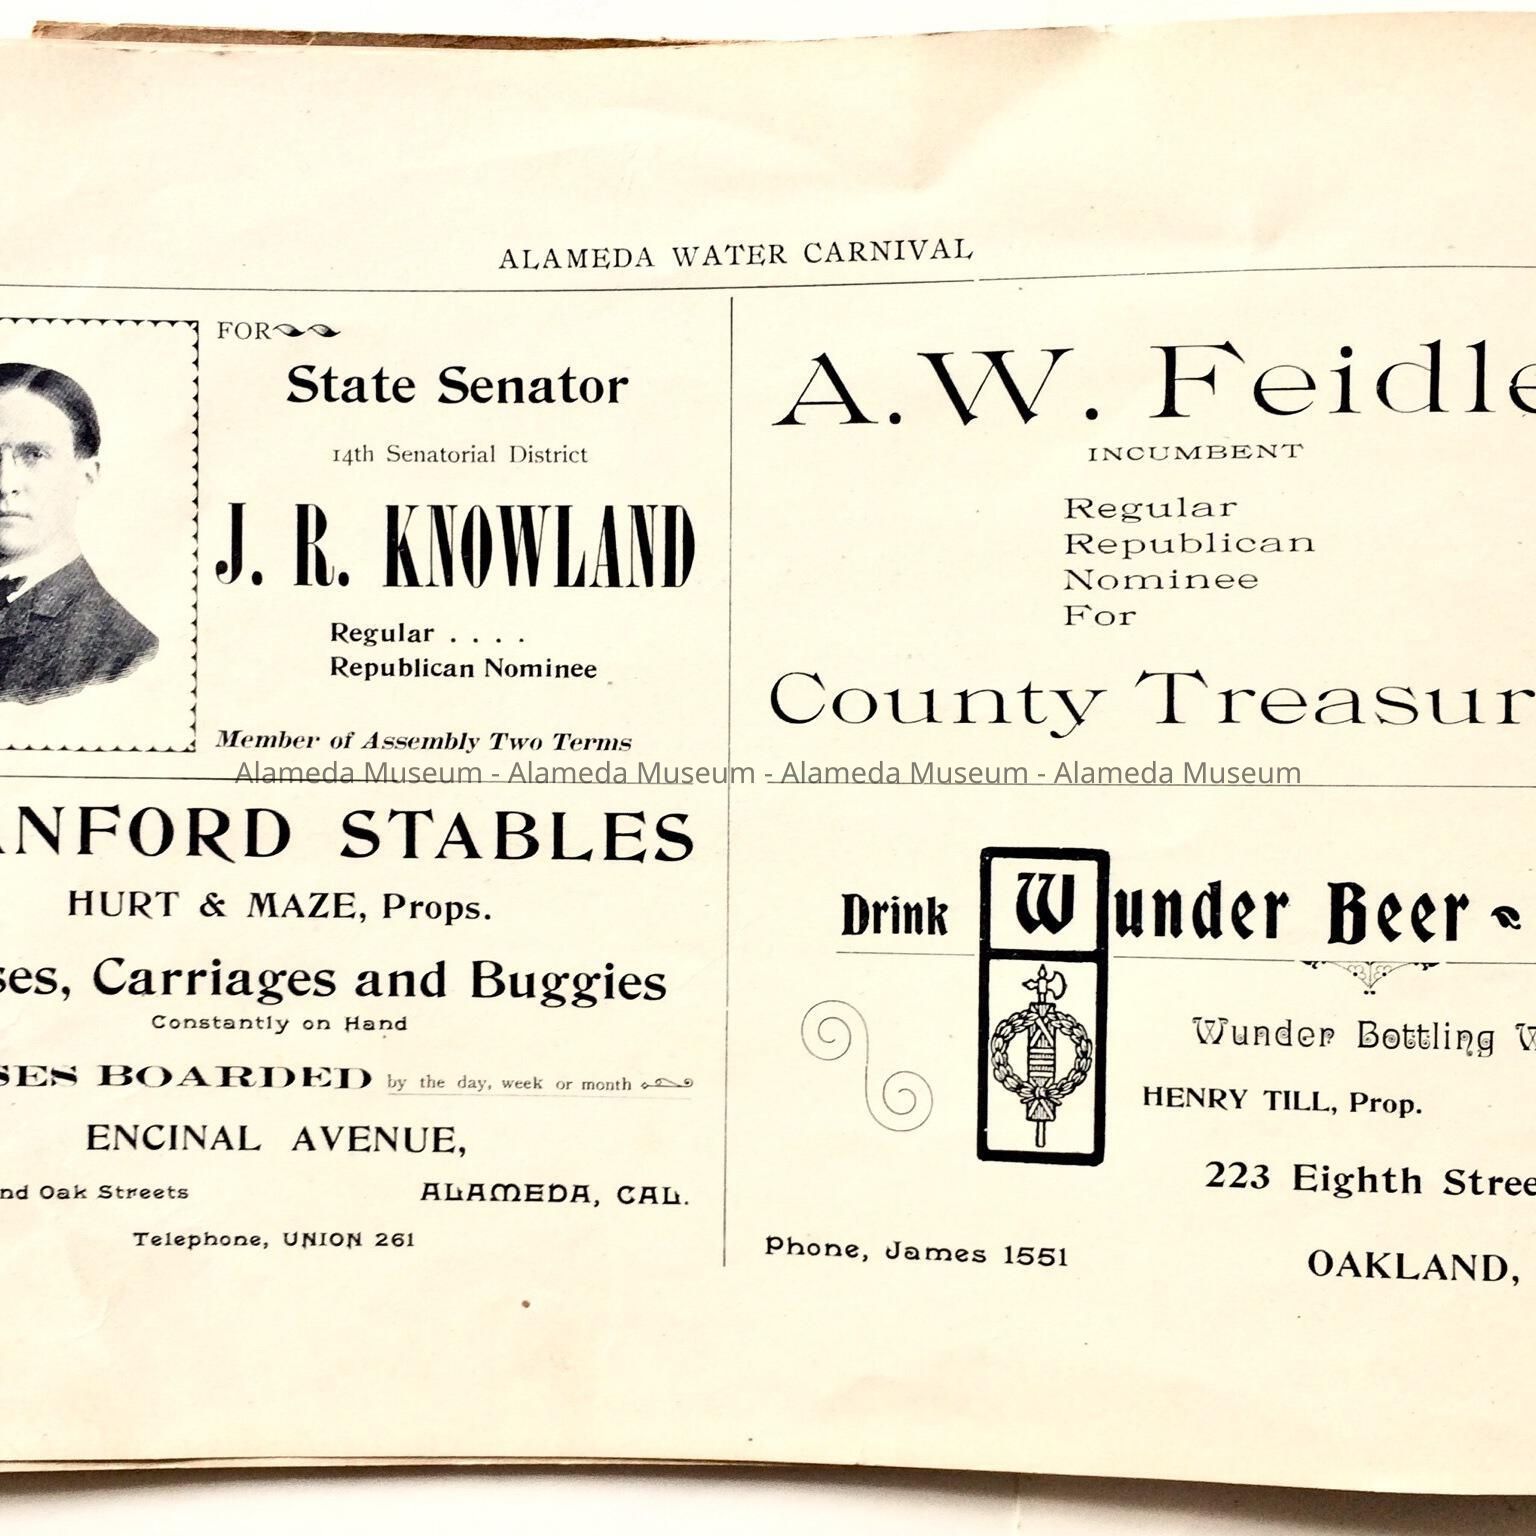 ALAMEDA WATER CARNIVAL
FOR
State Senator
14th Senatorial District
J. R. KNOWLAND
Regular . . . .
Republican Nominee
Member of Assembly Two Terms
A. W. Feidle
INCUMBENT
Regular
Republican
Nominee
For
County Treasur
Alameda Museum - Alameda Museum - Alameda Museum - Alameda Museum
ANFORD STABLES
HURT & MAZE, Props.
ses, Carriages and Buggies
Constantly on Hand
SES BOARDED by the day, week or month
ENCINAL AVENUE,
nd Oak Streets ALAMEDA, CAL.
Telephone, UNION 261
Drink Wunder Beer
Wunder Bottling W
HENRY TILL, Prop.
223 Eighth Stree
Phone, James 1551
OAKLAND,